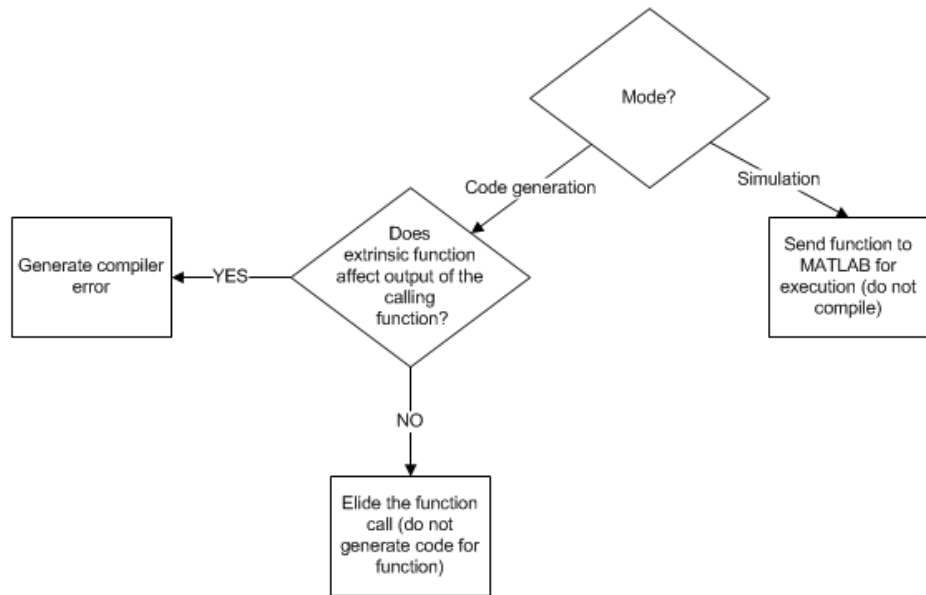 Mode?
Code generation
Simulation
Does
extrinsic function
affect output of the
calling
function?
YES
Generate compiler
error
Send function to
MATLAB for
execution (do not
compile)
NO
Elide the function
call (do not
generate code for
function)